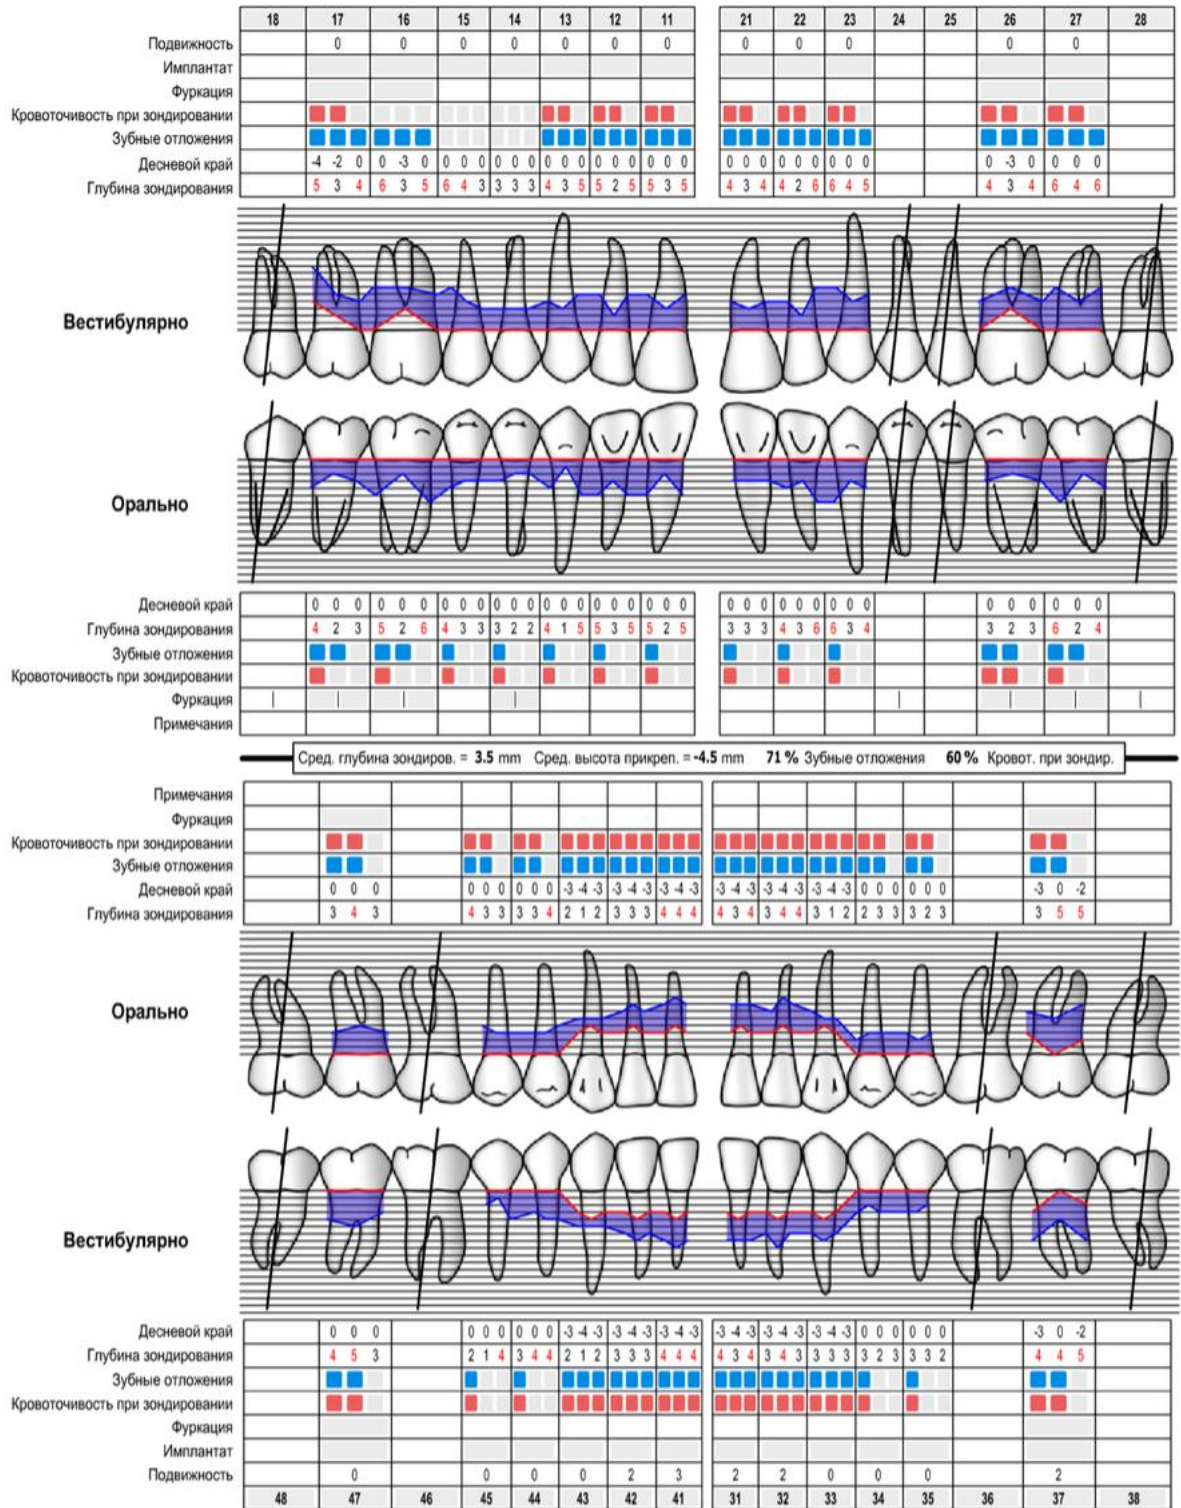 18 17 16 15 14 13 12 11 21 22 23 24 25 26 27 28
Подвижность 0 0 0 0 0 0 0 0 0 0 0 0
Имплантат
Фуркация
Кровоточивость при зондировании
Зубные отложения
Десневой край -4 -2 0 0 -3 0 0 0 0 0 0 0 0 0 0 0 0 0 0 0 0 0 0 0 0 0 0 0 0 0 0 -3 0 0 0 0
Глубина зондирования 5 3 4 6 3 5 6 4 3 3 3 3 4 3 5 5 2 5 5 3 5 4 3 4 4 2 6 6 4 5 4 3 4 6 4 6
Вестибулярно
Орально
Десневой край 0 0 0 0 0 0 0 0 0 0 0 0 0 0 0 0 0 0 0 0 0 0 0 0 0 0 0 0 0 0 0 0 0 0 0 0
Глубина зондирования 4 2 3 5 2 6 4 3 3 3 2 2 4 1 5 5 3 5 5 2 5 3 3 3 4 3 6 6 3 4 3 2 3 6 2 4
Зубные отложения
Кровоточивость при зондировании
Фуркация
Примечания
Сред. глубина зондиров. = 3.5 mm Сред. высота прикреп. = -4.5 mm 71 % Зубные отложения 60 % Кровот. при зондир.
Примечания
Фуркация
Кровоточивость при зондировании
Зубные отложения
Десневой край 0 0 0 0 0 0 0 0 0 -3 -4 -3 -3 -4 -3 -3 -4 -3 -3 -4 -3 -3 -4 -3 -3 -4 -3 0 0 0 0 0 0 -3 0 -2
Глубина зондирования 3 4 3 4 3 3 3 3 4 2 1 2 3 3 3 4 4 4 4 3 4 3 4 4 3 1 2 2 3 3 3 2 3 3 5 5
Орально
Вестибулярно
Десневой край 0 0 0 0 0 0 0 0 0 -3 -4 -3 -3 -4 -3 -3 -4 -3 -3 -4 -3 -3 -4 -3 -3 -4 -3 0 0 0 0 0 0 -3 0 -2
Глубина зондирования 4 5 3 2 1 4 3 4 4 2 1 2 3 3 3 4 4 4 4 3 4 3 4 3 3 3 3 3 2 3 3 3 2 4 4 5
Зубные отложения
Кровоточивость при зондировании
Фуркация
Имплантат
Подвижность 0 0 0 0 2 3 2 2 0 0 0 2
48 47 46 45 44 43 42 41 31 32 33 34 35 36 37 38